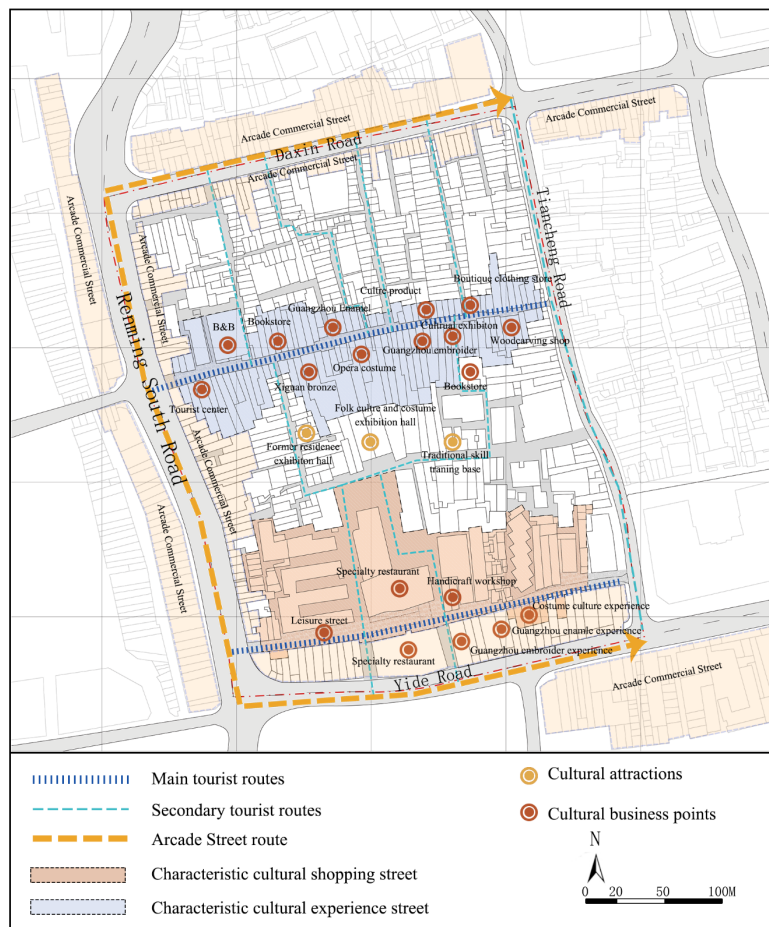 Arcade Commercial Street
Arcade Commercial Street
Daxin Road
Arcade Commercial Street
Arcade Commercial Street
Arcade Commercial Street
Tiancheng Road
Renming South Road
Boutique clothing store
Cultre product
Guangzhou Enamel
B&B
Bookstore
Cultrual exhibiton
Woodcarving shop
Guangzhou embroider
Opera costume
Xiguan bronze
Bookstore
Tourist center
Folk cultre and costume
exhibition hall
Former residence
exhibiton hall
Traditional skill
traning base
Arcade Commercial Street
Arcade Commercial Street
Specialty restaurant
Handicraft workshop
Costume culture experience
Leisure street
Guangzhou enamle experience
Guangzhou embroider experience
Specialty restaurant
Yide Road
Arcade Commercial Street
Main tourist routes
Secondary tourist routes
Arcade Street route
Characteristic cultural shopping street
Characteristic cultural experience street
Cultural attractions
Cultural business points
N
0 20 50 100M